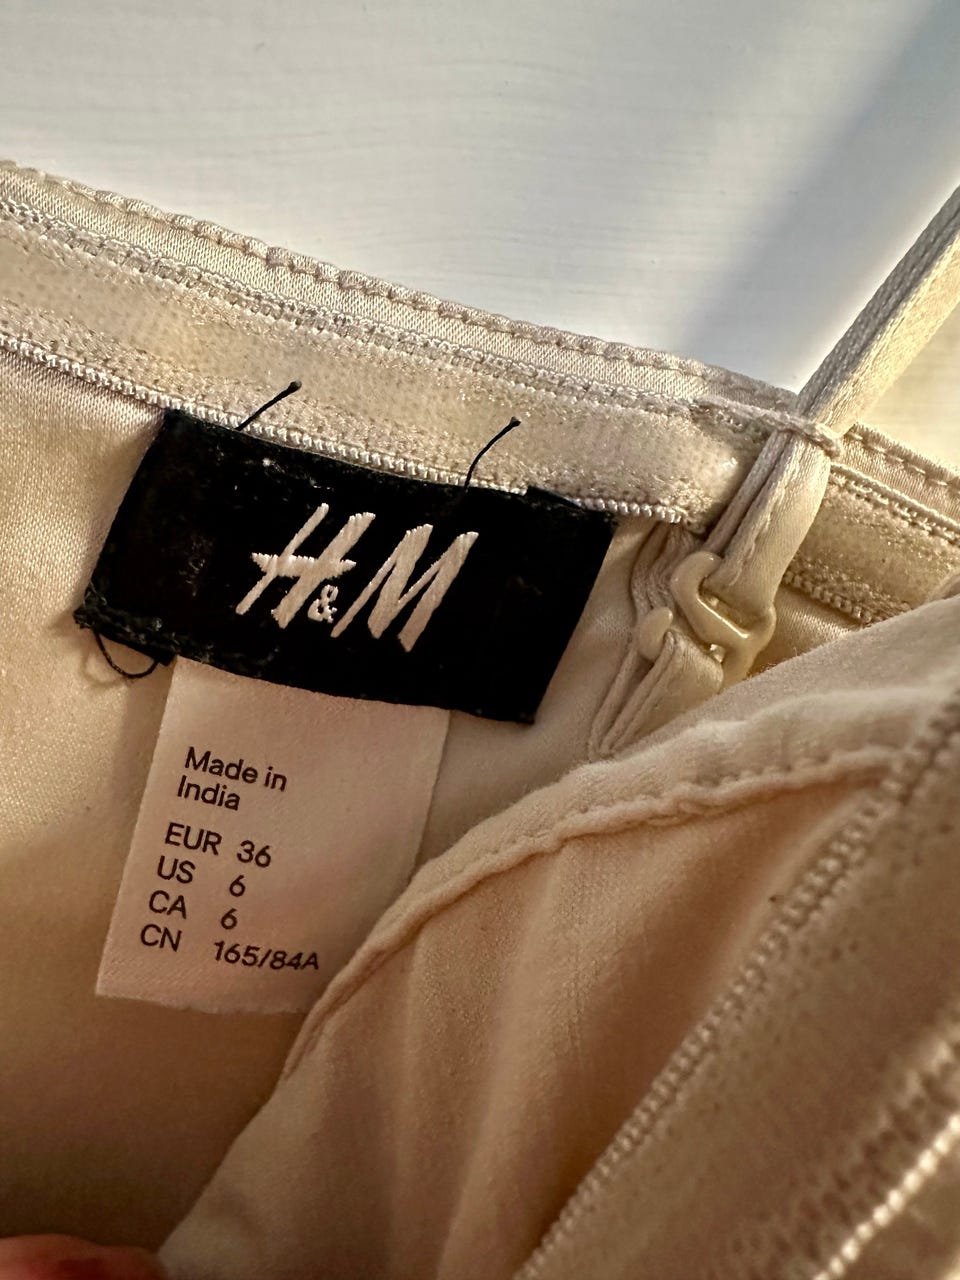 H&M
Made in
India
EUR 36
US 6
CA 6
CN 165/84A